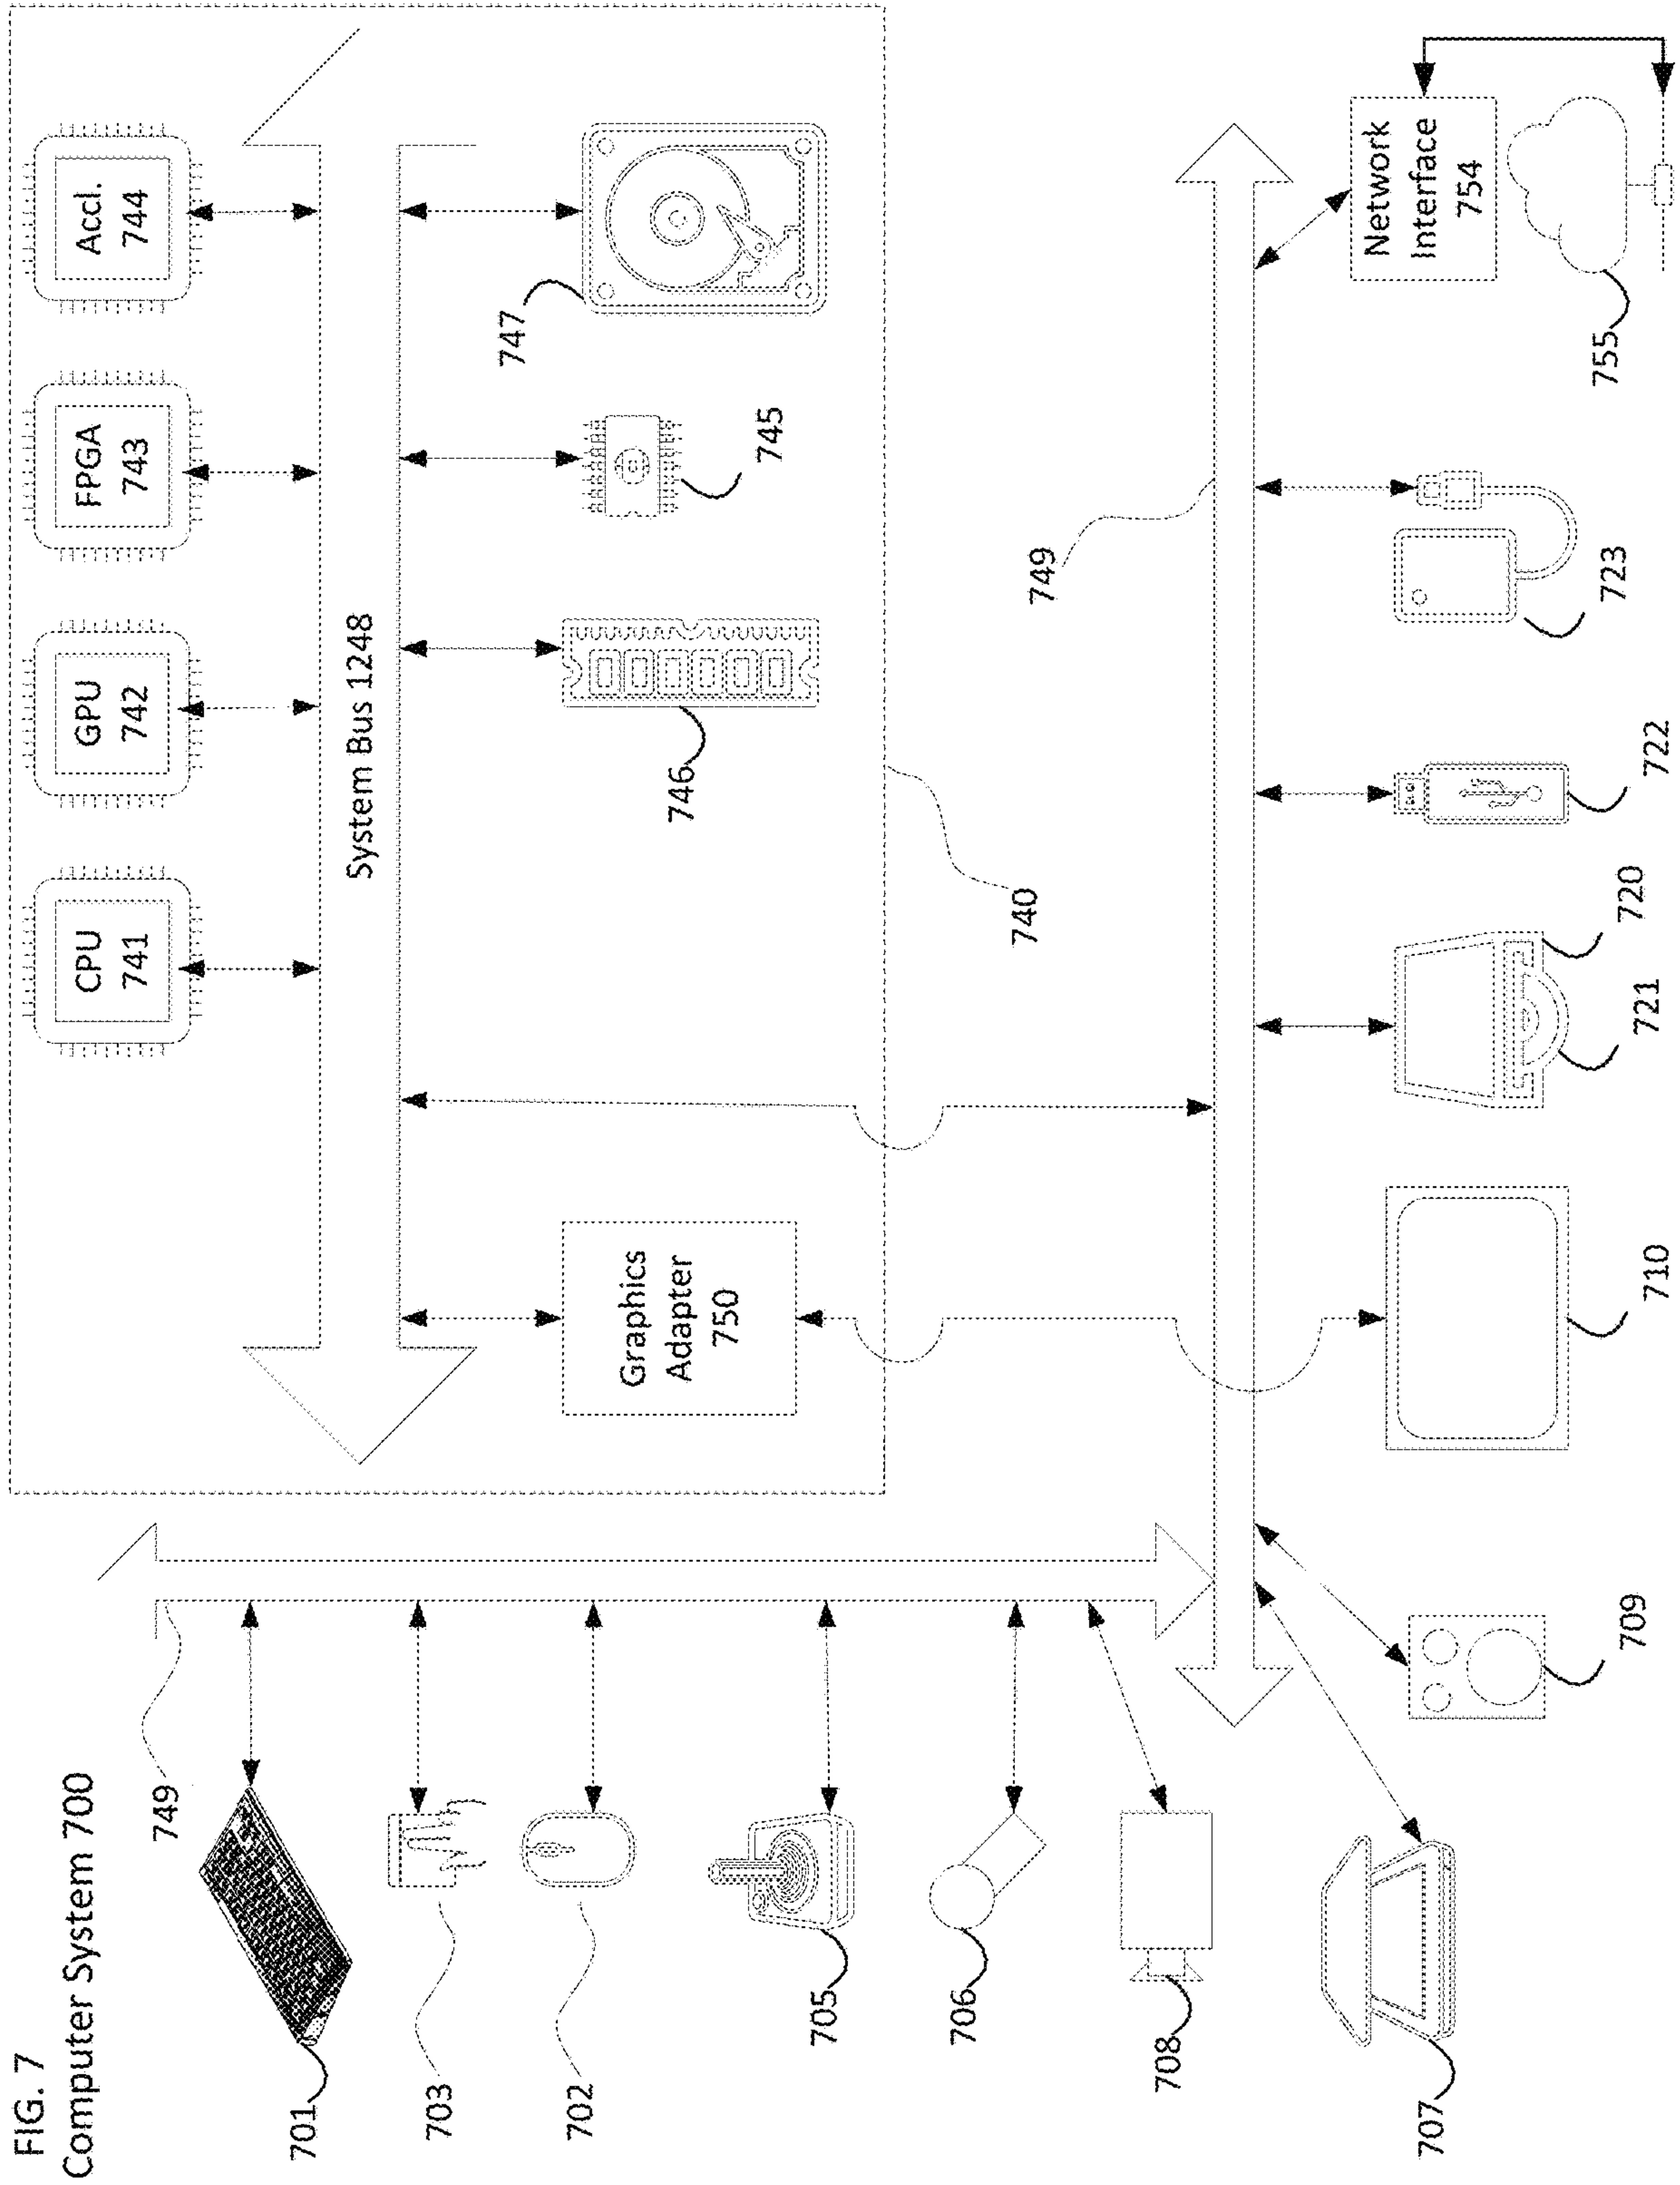 FIG. 7
Computer System 700
749
701
703
702
705
706
708
707
CPU
741
GPU
742
FPGA
743
Accl.
744
System Bus 1248
Graphics
Adapter
750
746
745
747
740
749
709
710
721
720
722
723
Network
Interface
754
755